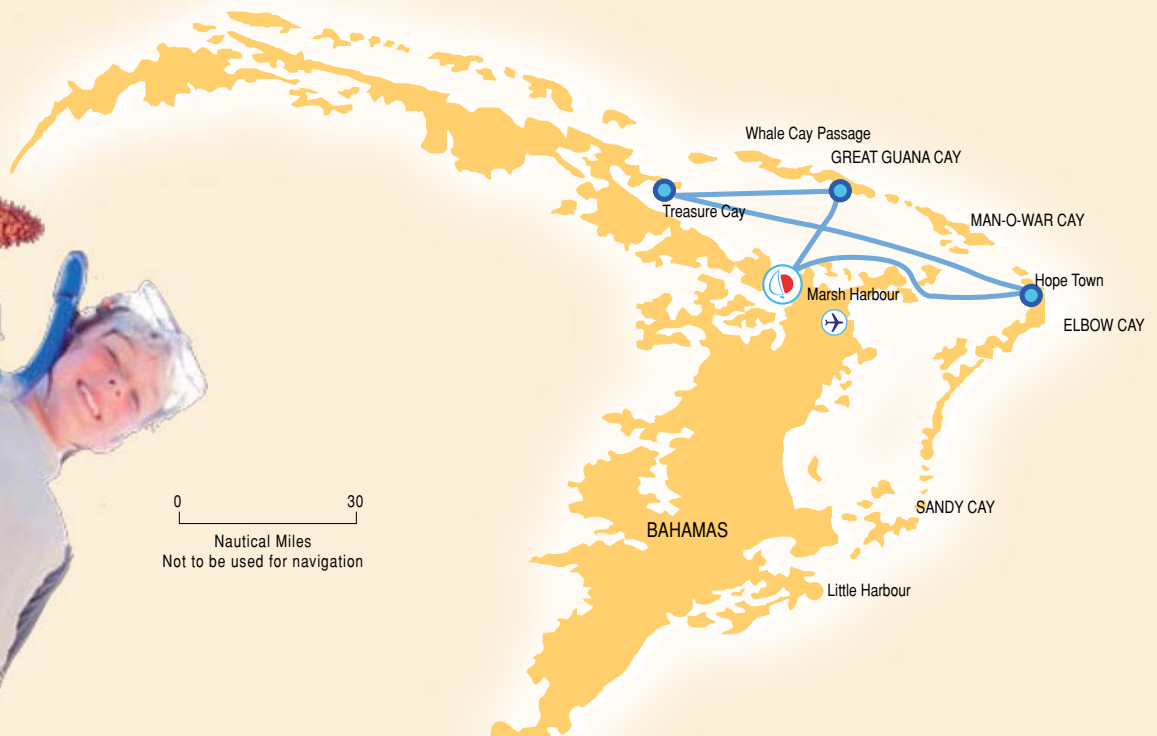 Whale Cay Passage
GREAT GUANA CAY
Treasure Cay
MAN-O-WAR CAY
Hope Town
Marsh Harbour
ELBOW CAY
0 30
Nautical Miles
Not to be used for navigation
SANDY CAY
BAHAMAS
Little Harbour